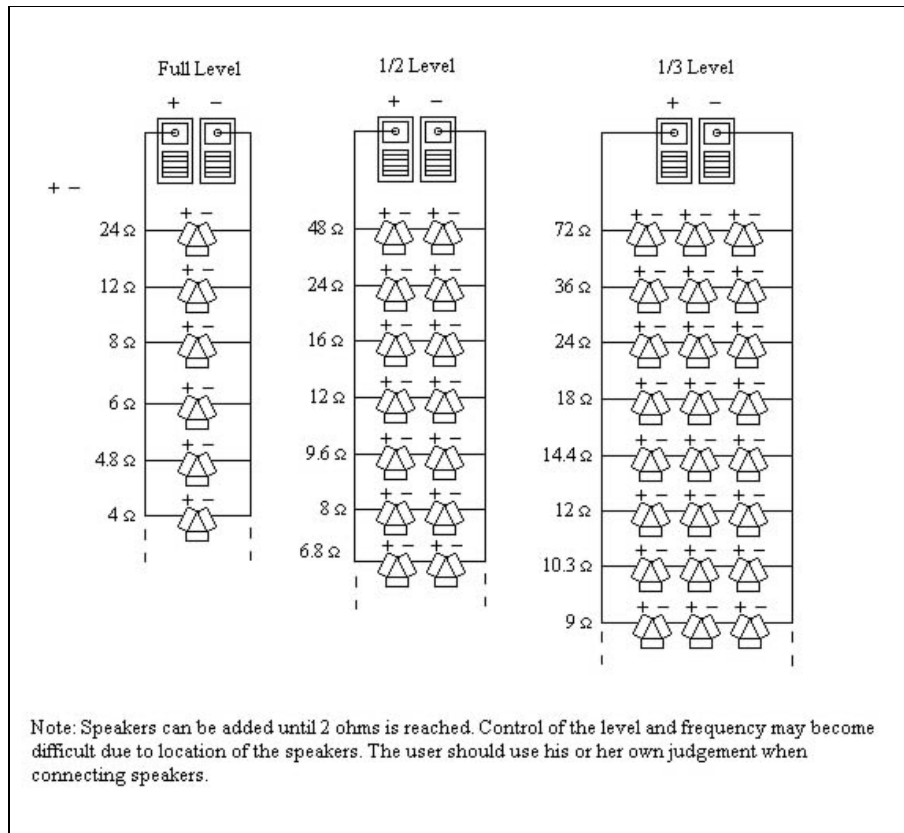 Full Level
1/2 Level
1/3 Level
+ −
+ −
+ −
+ −
+ −
24 Ω
+ −
12 Ω
+ −
8 Ω
+ −
6 Ω
+ −
4.8 Ω
+ −
4 Ω
+ − + −
48 Ω
+ − + −
24 Ω
+ − + −
16 Ω
+ − + −
12 Ω
+ − + −
9.6 Ω
+ − + −
8 Ω
+ − + −
6.8 Ω
+ − + − + −
72 Ω
+ − + − + −
36 Ω
+ − + − + −
24 Ω
+ − + − + −
18 Ω
+ − + − + −
14.4 Ω
+ − + − + −
12 Ω
+ − + − + −
10.3 Ω
+ − + − + −
9 Ω
Note: Speakers can be added until 2 ohms is reached. Control of the level and frequency may become
difficult due to location of the speakers. The user should use his or her own judgement when
connecting speakers.